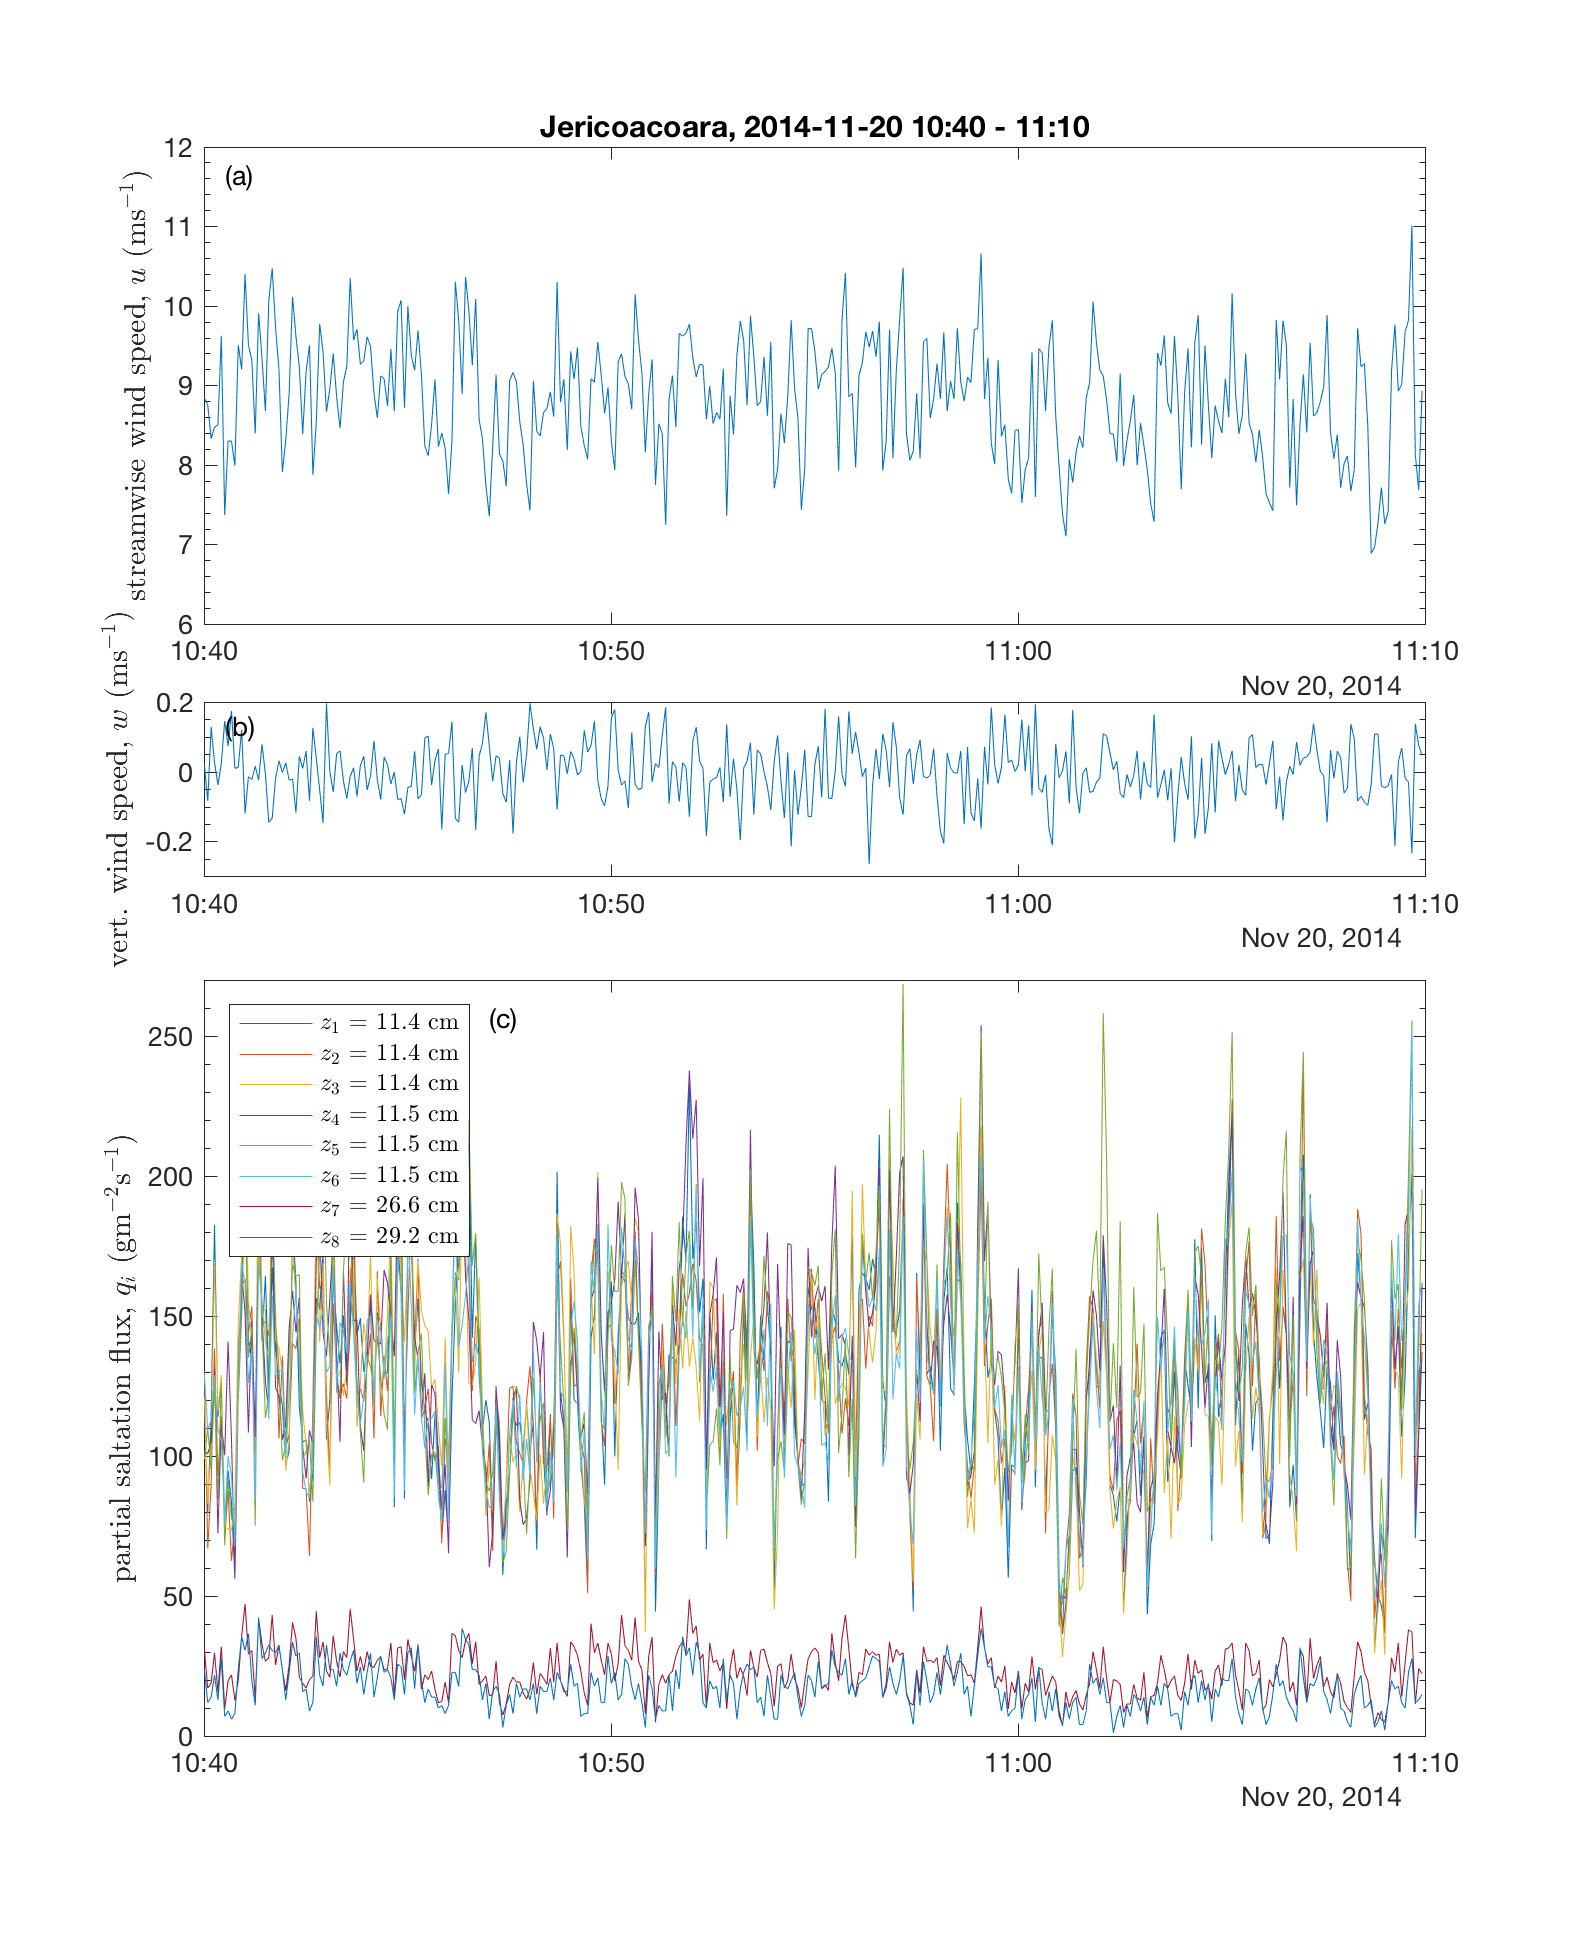 Jericoacoara, 2014-11-20 10:40 - 11:10
(a)
streamwise wind speed, u (ms⁻¹)
12
11
10
9
8
7
6
10:40 10:50 11:00 11:10
Nov 20, 2014
(b)
vert. wind speed, w (ms⁻¹)
0.2
0
-0.2
10:40 10:50 11:00 11:10
Nov 20, 2014
(c)
partial saltation flux, qᵢ (gm⁻²s⁻¹)
250
200
150
100
50
0
z₁ = 11.4 cm
z₂ = 11.4 cm
z₃ = 11.4 cm
z₄ = 11.5 cm
z₅ = 11.5 cm
z₆ = 11.5 cm
z₇ = 26.6 cm
z₈ = 29.2 cm
10:40 10:50 11:00 11:10
Nov 20, 2014